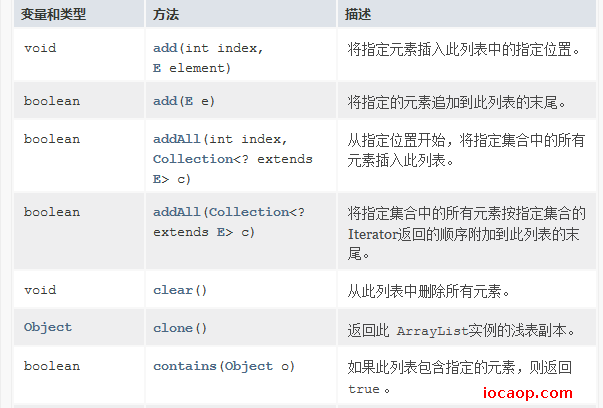 变量和类型 方法 描述
void add(int index, 将指定元素插入此列表中的指定位置。
E element)
boolean add(E e) 将指定的元素追加到此列表的末尾。
boolean addAll(int index, 从指定位置开始，将指定集合中的所有
Collection<? extends 元素插入此列表。
E> c)
boolean addAll(Collection<? 将指定集合中的所有元素按指定集合的
extends E> c) Iterator返回的顺序附加到此列表的末
尾。
void clear() 从此列表中删除所有元素。
Object clone() 返回此 ArrayList实例的浅表副本。
boolean contains(Object o) 如果此列表包含指定的元素，则返回
true 。
iocaop.com